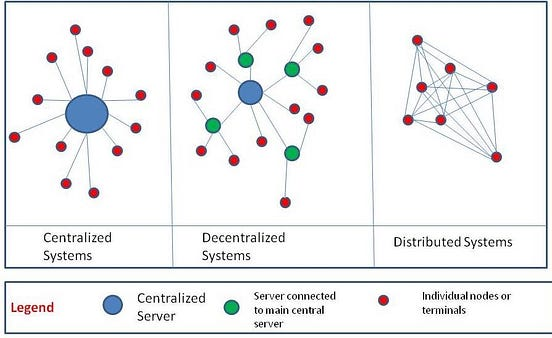 Centralized
Systems
Decentralized
Systems
Distributed Systems
Legend
Centralized
Server
Server connected
to main central
server
Individual nodes or
terminals